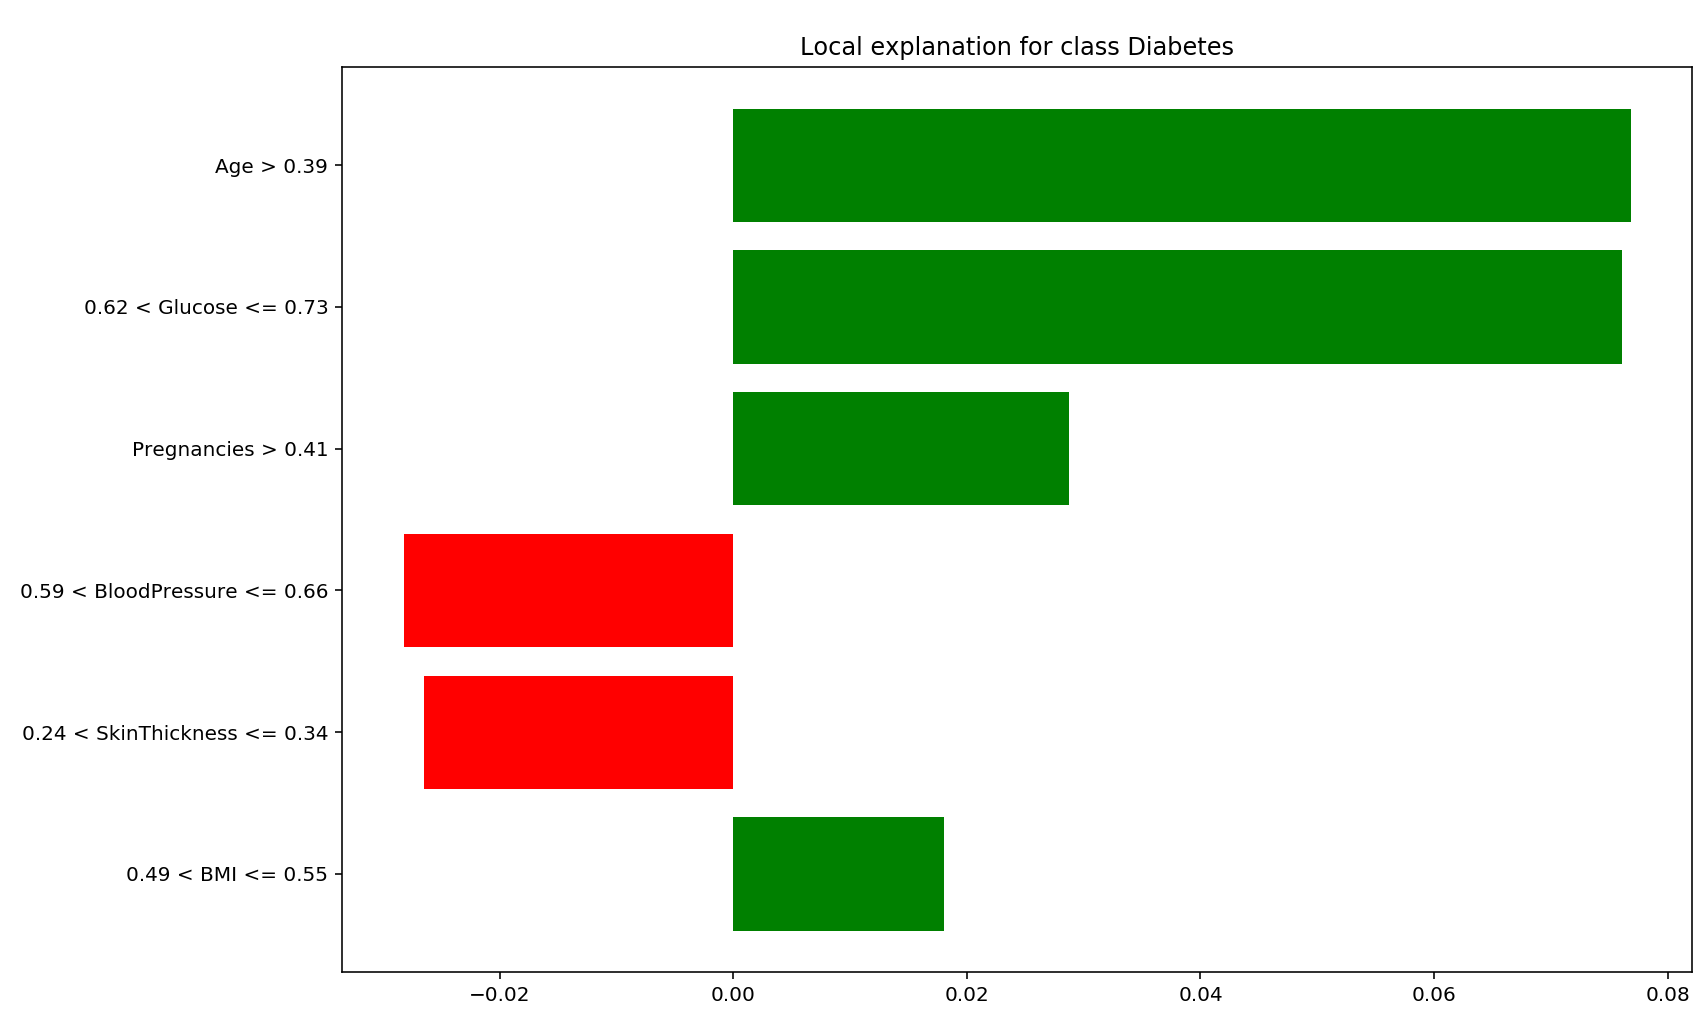 Local explanation for class Diabetes
Age > 0.39
0.62 < Glucose <= 0.73
Pregnancies > 0.41
0.59 < BloodPressure <= 0.66
0.24 < SkinThickness <= 0.34
0.49 < BMI <= 0.55
−0.02 0.00 0.02 0.04 0.06 0.08